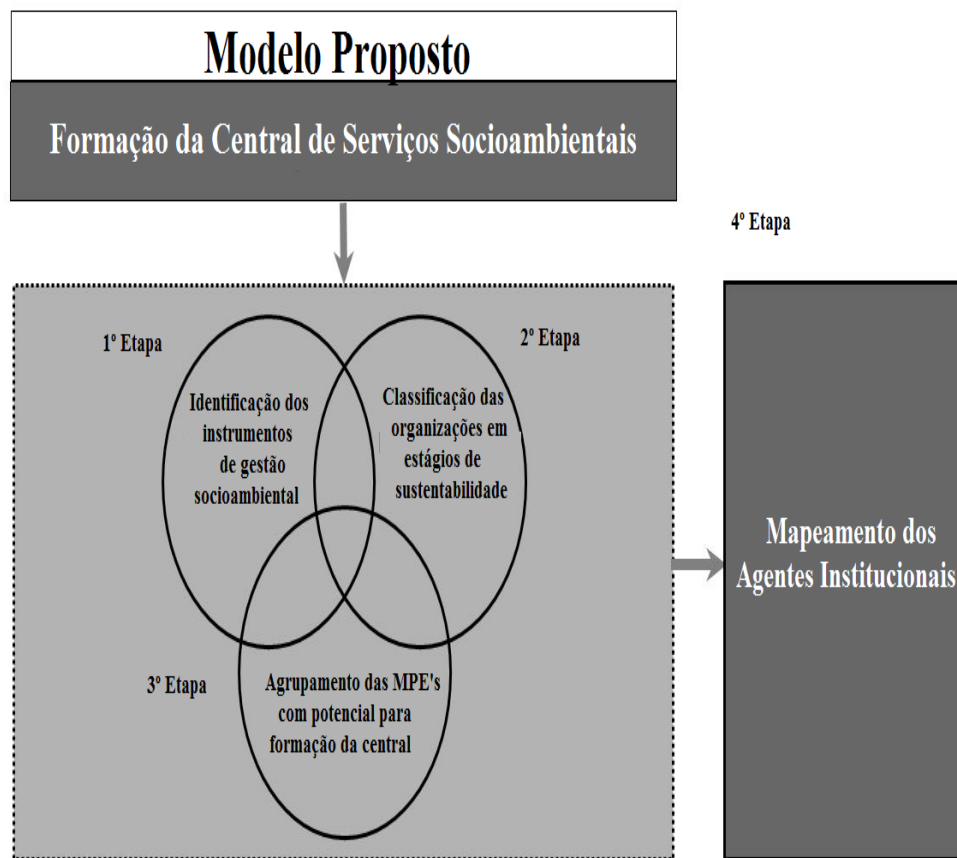 Modelo Proposto
Formação da Central de Serviços Socioambientais
4º Etapa
1º Etapa
2º Etapa
Identificação dos
instrumentos
de gestão
socioambiental
Classificação das
organizações em
estágios de
sustentabilidade
3º Etapa
Agrupamento das MPE's
com potencial para
formação da central
Mapeamento dos
Agentes Institucionais